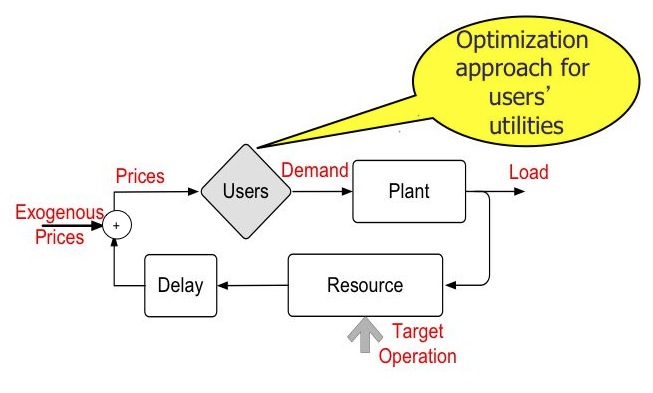 Optimization
approach for
users’
utilities
Prices
Users
Demand
Plant
Load
Exogenous
Prices
+
Delay
Resource
Target
Operation